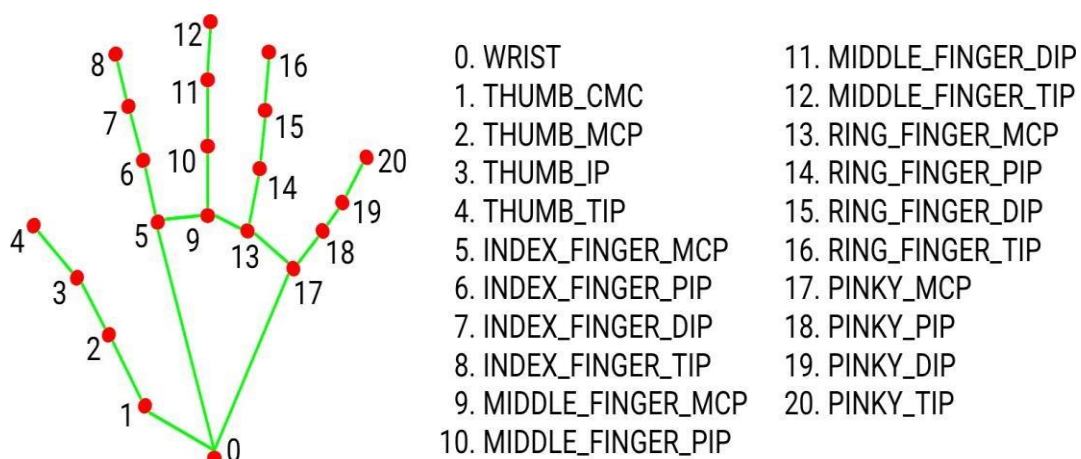 12
8
16
11
7
15
10
6
14
20
4
5
9
13
19
18
3
17
2
1
0
0. WRIST
1. THUMB_CMC
2. THUMB_MCP
3. THUMB_IP
4. THUMB_TIP
5. INDEX_FINGER_MCP
6. INDEX_FINGER_PIP
7. INDEX_FINGER_DIP
8. INDEX_FINGER_TIP
9. MIDDLE_FINGER_MCP
10. MIDDLE_FINGER_PIP
11. MIDDLE_FINGER_DIP
12. MIDDLE_FINGER_TIP
13. RING_FINGER_MCP
14. RING_FINGER_PIP
15. RING_FINGER_DIP
16. RING_FINGER_TIP
17. PINKY_MCP
18. PINKY_PIP
19. PINKY_DIP
20. PINKY_TIP